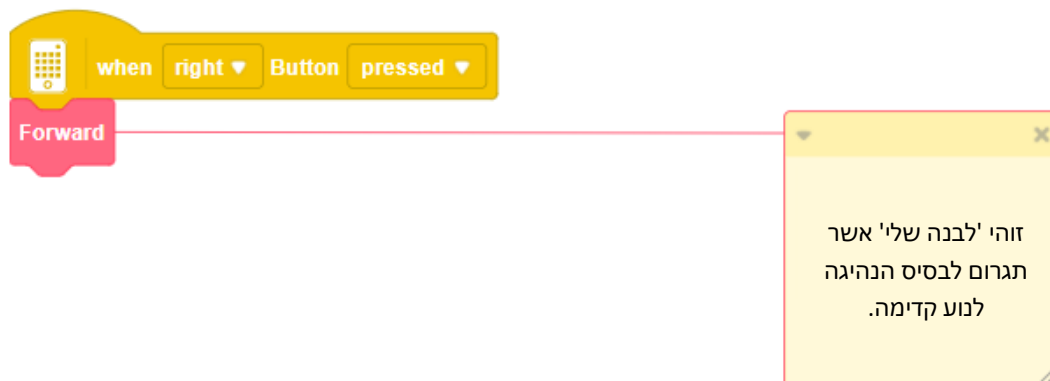 when right Button pressed
Forward
זוהי 'לבנה שלי' אשר
תגרום לבסיס הנהיגה
לנוע קדימה.